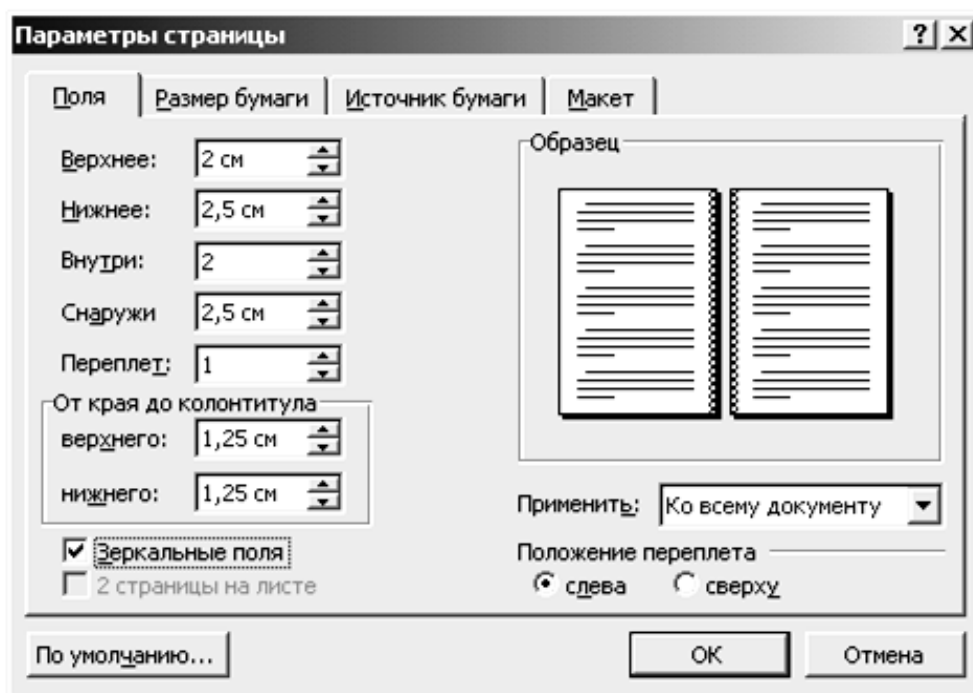 Параметры страницы
Поля Размер бумаги Источник бумаги Макет
Верхнее: 2 см
Нижнее: 2,5 см
Внутри: 2
Снаружи 2,5 см
Переплет: 1
От края до колонтитула
верхнего: 1,25 см
нижнего: 1,25 см
Зеркальные поля
2 страницы на листе
Образец
Применить: Ко всему документу
Положение переплета
слева сверху
По умолчанию... ОК Отмена